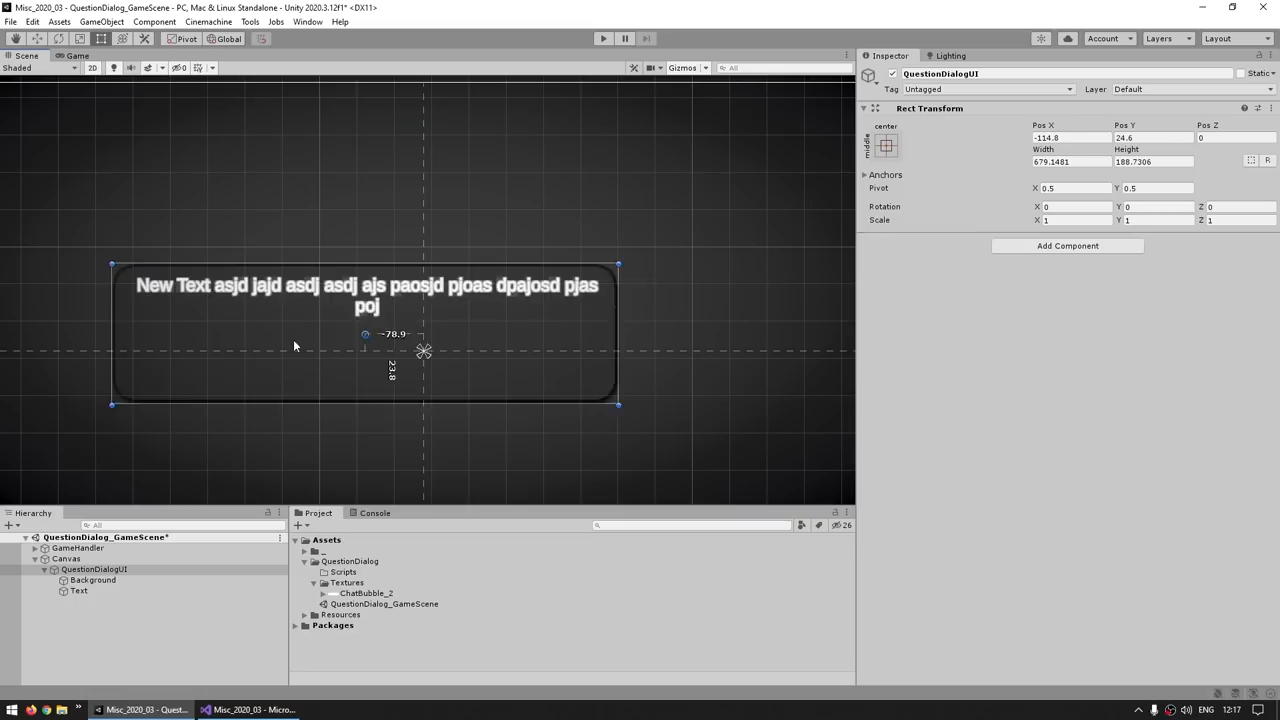 Misc_2020_03 - QuestionDialog_GameScene - PC, Mac & Linux Standalone - Unity 2020.3.12f1* <DX11>
File Edit Assets GameObject Component Cinemachine Tools Jobs Window Help
Pivot Global Account Layers Layout
Scene Game
Shaded 2D 0 Gizmos All
New Text asjd jajd asdj asdj ajs paosjd pjoas dpajosd pjas
poj
-78.9
23.8
Inspector Lighting
QuestionDialogUI Static
Tag Untagged Layer Default
Rect Transform
center
middle
Pos X Pos Y Pos Z
-114.8 24.6 0
Width Height
679.1481 188.7306
R
Anchors
Pivot X 0.5 Y 0.5
Rotation X 0 Y 0 Z 0
Scale X 1 Y 1 Z 1
Add Component
Hierarchy
All
QuestionDialog_GameScene*
GameHandler
Canvas
QuestionDialogUI
Background
Text
Project Console
26
Assets
_
QuestionDialog
Scripts
Textures
ChatBubble_2
QuestionDialog_GameScene
Resources
Packages
Misc_2020_03 - Quest... Misc_2020_03 - Micro... ENG 12:17